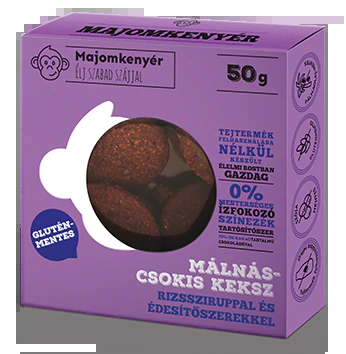 MAJOMKENYÉR
Majomkenyér
ÉLJ SZABAD SZÁJJAL
50g
TEJTERMÉK
FELHASZNÁLÁSA
NÉLKÜL
KÉSZÜLT
ÉLELMI ROSTBAN
GAZDAG
0%
MESTERSÉGES
ÍZFOKOZÓ
SZÍNEZÉK
TARTÓSÍTÓSZER
CSOKOLÁDÉVAL
GLUTÉN-
MENTES
MÁLNÁS-
CSOKIS KEKSZ
RIZSSZIRUPPAL ÉS
ÉDESÍTŐSZEREKKEL